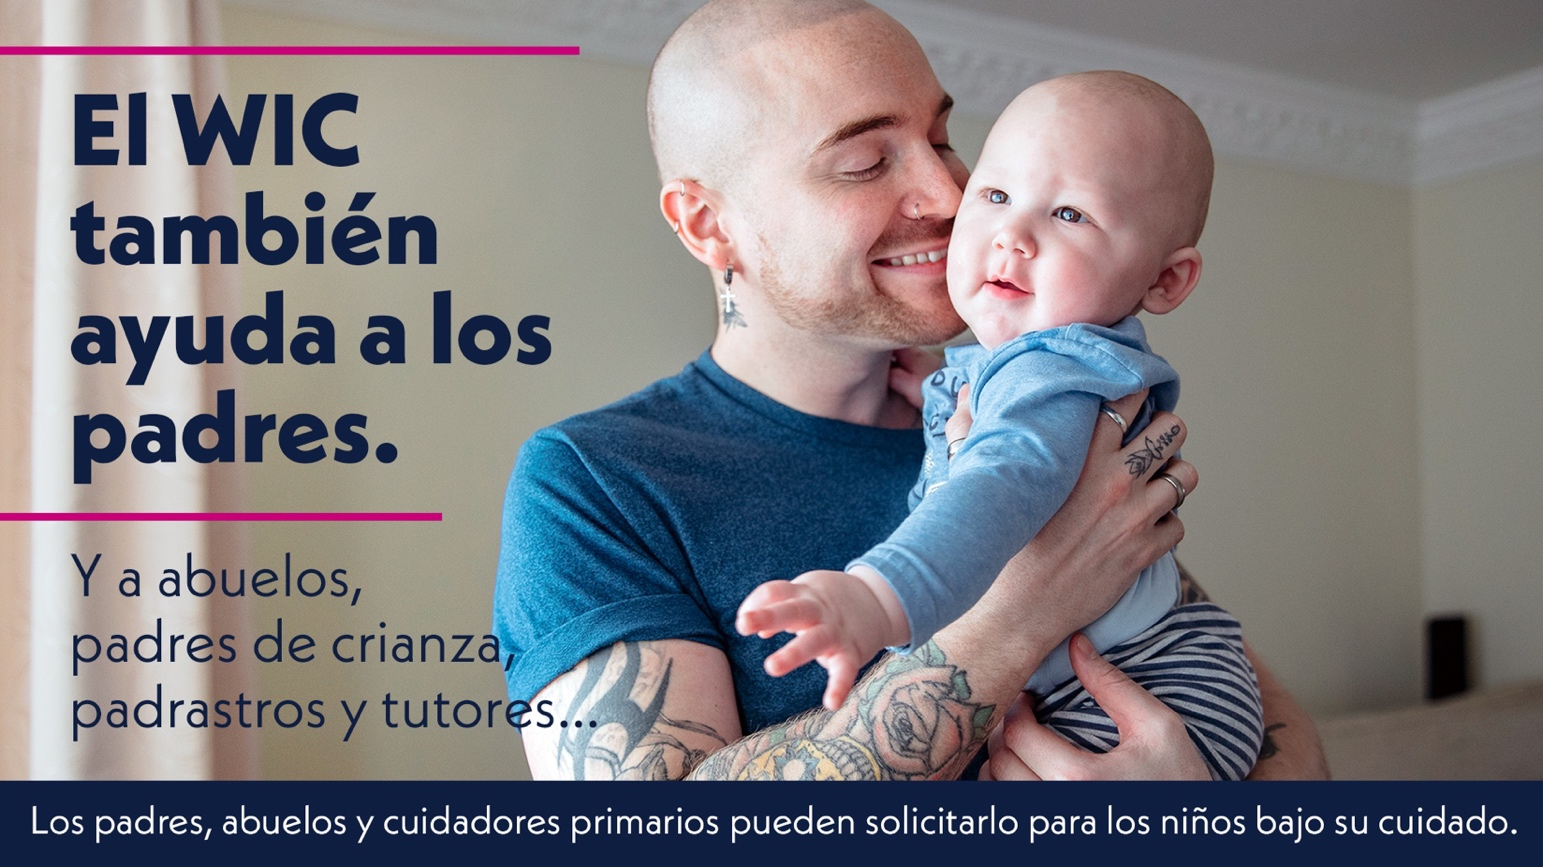 El WIC
también
ayuda a los
padres.
Y a abuelos,
padres de crianza,
padrastros y tutores...
Los padres, abuelos y cuidadores primarios pueden solicitarlo para los niños bajo su cuidado.